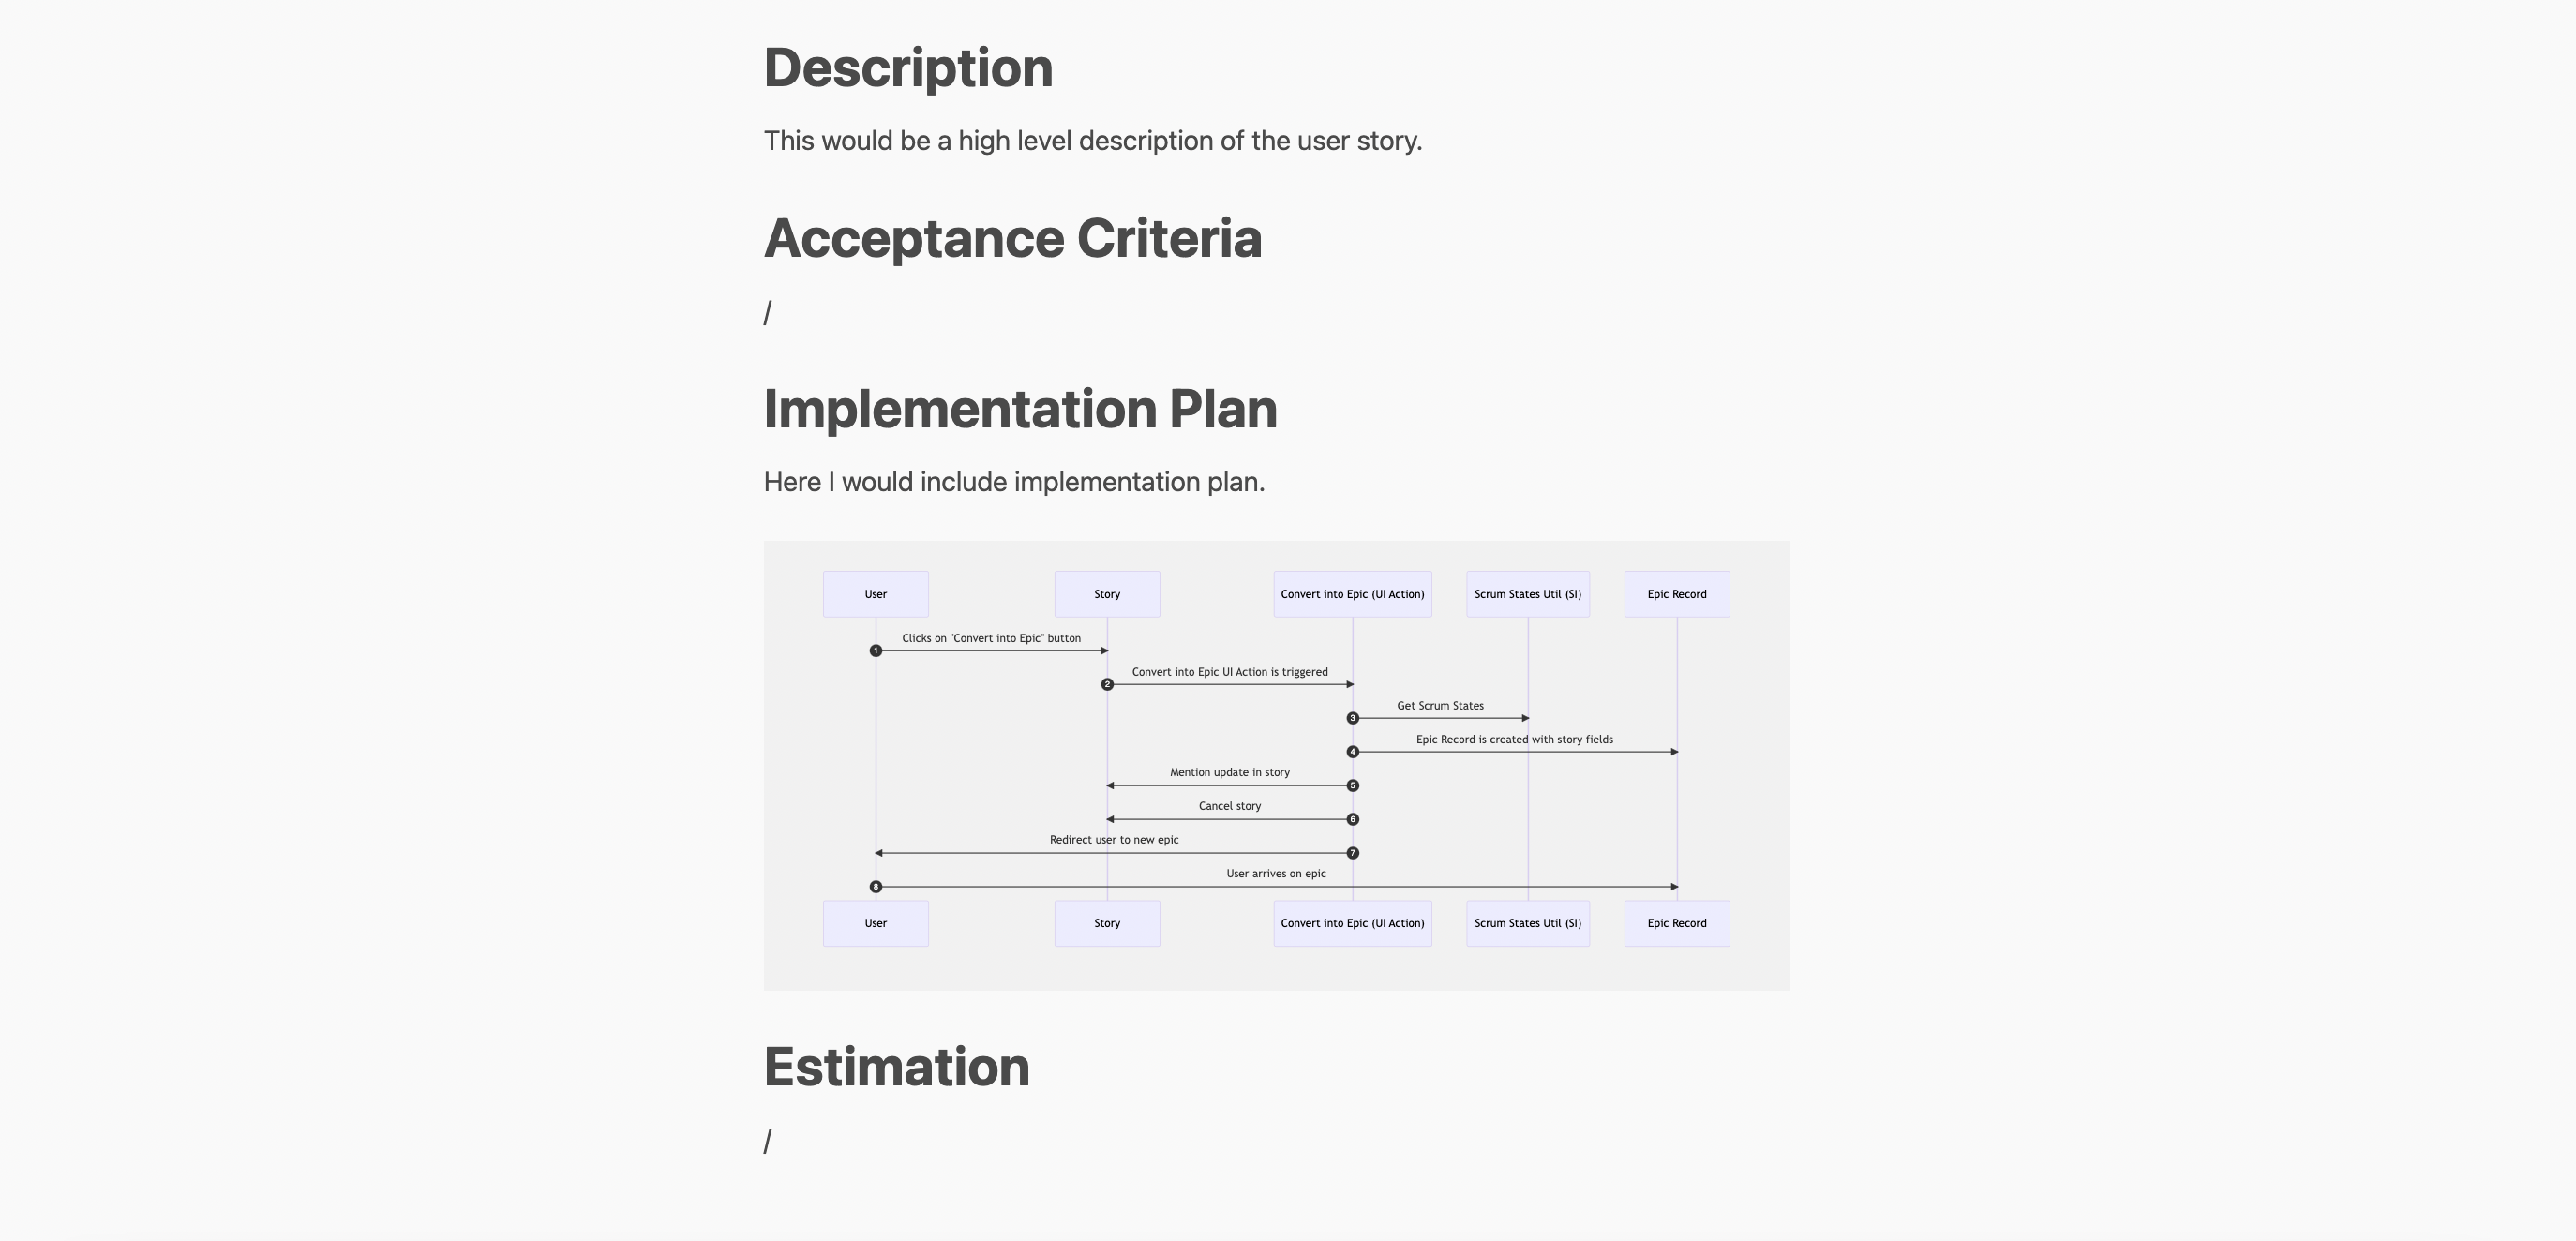 Description
This would be a high level description of the user story.
Acceptance Criteria
/
Implementation Plan
Here I would include implementation plan.
User
Story
Convert into Epic (UI Action)
Scrum States Util (SI)
Epic Record
Clicks on "Convert into Epic" button
1
Convert into Epic UI Action is triggered
2
Get Scrum States
3
Epic Record is created with story fields
4
Mention update in story
5
Cancel story
6
Redirect user to new epic
7
User arrives on epic
8
User
Story
Convert into Epic (UI Action)
Scrum States Util (SI)
Epic Record
Estimation
/